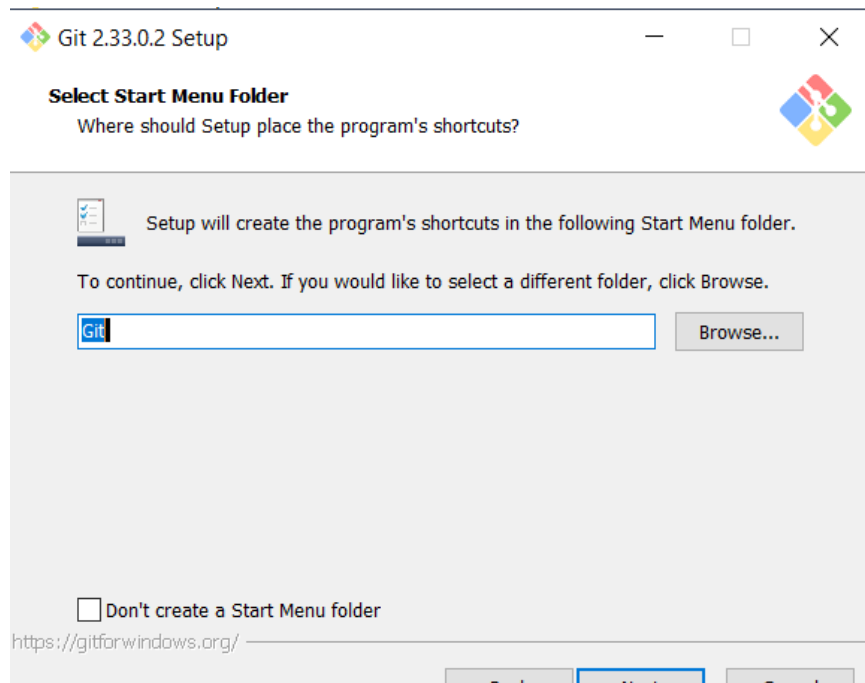 Git 2.33.0.2 Setup
Select Start Menu Folder
Where should Setup place the program's shortcuts?
Setup will create the program's shortcuts in the following Start Menu folder.
To continue, click Next. If you would like to select a different folder, click Browse.
Git
Browse...
Don't create a Start Menu folder
https://gitforwindows.org/